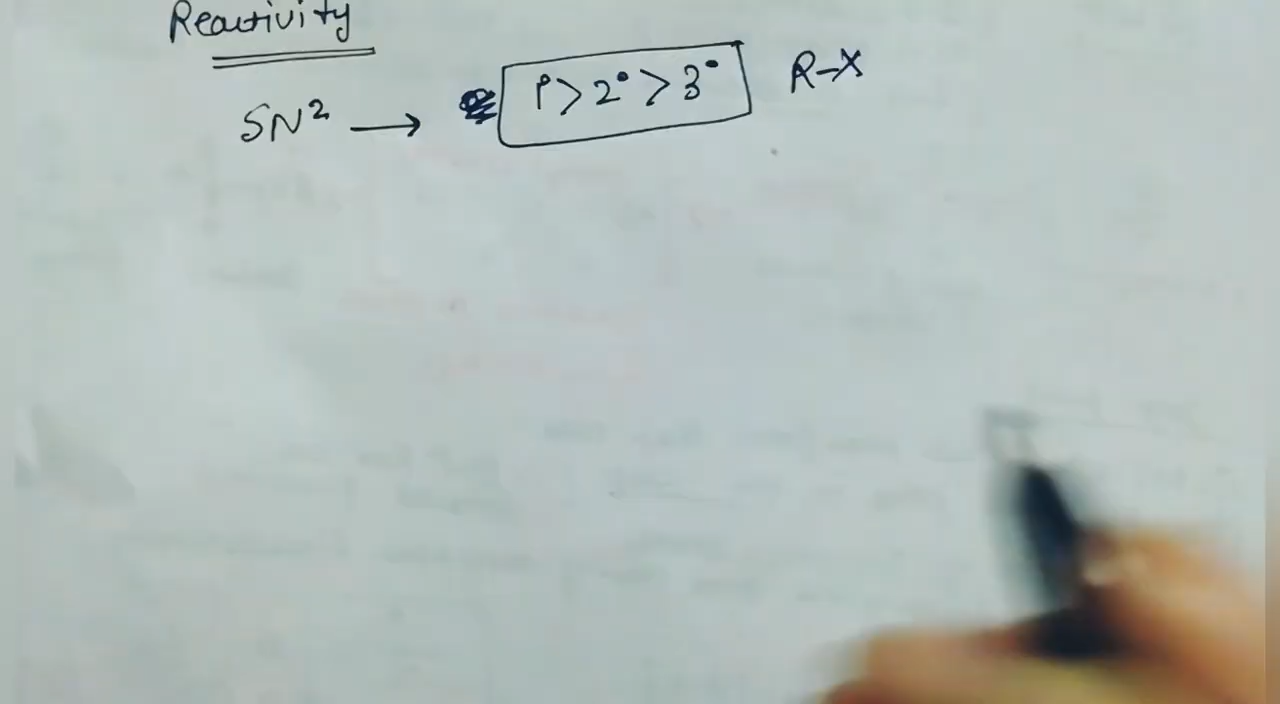 Reactivity
SN² → 1° > 2° > 3° R-X